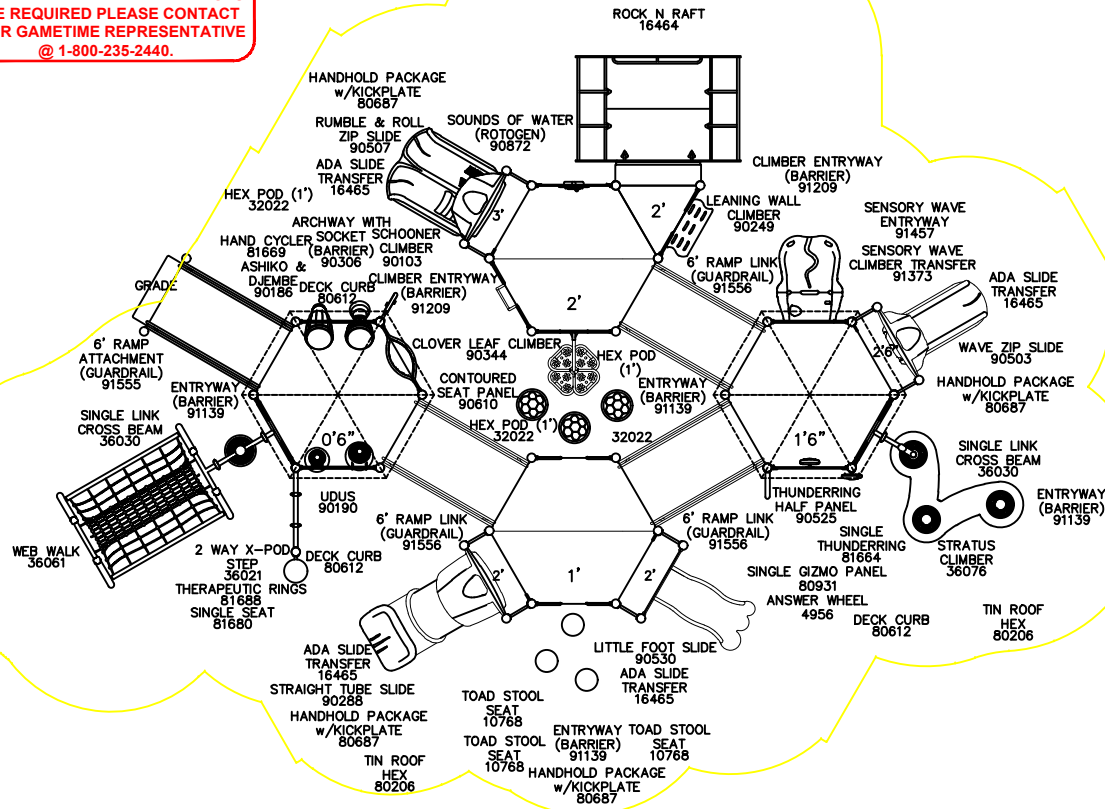 E REQUIRED PLEASE CONTACT
R GAMETIME REPRESENTATIVE
@ 1-800-235-2440.
ROCK N RAFT
16464
HANDHOLD PACKAGE
w/KICKPLATE
80687
RUMBLE & ROLL
ZIP SLIDE
90507
SOUNDS OF WATER
(ROTOGEN)
90872
ADA SLIDE
TRANSFER
16465
CLIMBER ENTRYWAY
(BARRIER)
91209
HEX POD (1')
32022
3'
2'
2'
LEANING WALL
CLIMBER
90249
SENSORY WAVE
ENTRYWAY
91457
ARCHWAY WITH
SOCKET
(BARRIER)
90306
SCHOONER
CLIMBER
90103
HAND CYCLER
81669
ASHIKO &
DJEMBE
90186
DECK CURB
80612
CLIMBER ENTRYWAY
(BARRIER)
91209
6' RAMP LINK
(GUARDRAIL)
91556
SENSORY WAVE
CLIMBER TRANSFER
91373
ADA SLIDE
TRANSFER
16465
GRADE
6' RAMP
ATTACHMENT
(GUARDRAIL)
91555
CLOVER LEAF CLIMBER
90344
HEX POD
(1')
2'6"
WAVE ZIP SLIDE
90503
ENTRYWAY
(BARRIER)
91139
CONTOURED
SEAT PANEL
90610
ENTRYWAY
(BARRIER)
91139
HANDHOLD PACKAGE
w/KICKPLATE
80687
SINGLE LINK
CROSS BEAM
36030
HEX POD (1')
32022
32022
0'6"
1'6"
SINGLE LINK
CROSS BEAM
36030
UDUS
90190
THUNDERRING
HALF PANEL
90525
ENTRYWAY
(BARRIER)
91139
6' RAMP LINK
(GUARDRAIL)
91556
6' RAMP LINK
(GUARDRAIL)
91556
SINGLE
THUNDERRING
81664
STRATUS
CLIMBER
36076
WEB WALK
36061
2 WAY X-POD
STEP
36021
DECK CURB
80612
THERAPEUTIC RINGS
81688
SINGLE SEAT
81680
2'
1'
2'
SINGLE GIZMO PANEL
80931
ANSWER WHEEL
4956
DECK CURB
80612
TIN ROOF
HEX
80206
ADA SLIDE
TRANSFER
16465
LITTLE FOOT SLIDE
90530
ADA SLIDE
TRANSFER
16465
STRAIGHT TUBE SLIDE
90288
HANDHOLD PACKAGE
w/KICKPLATE
80687
TOAD STOOL
SEAT
10768
TOAD STOOL
SEAT
10768
ENTRYWAY
(BARRIER)
91139
TOAD STOOL
SEAT
10768
TIN ROOF
HEX
80206
HANDHOLD PACKAGE
w/KICKPLATE
80687